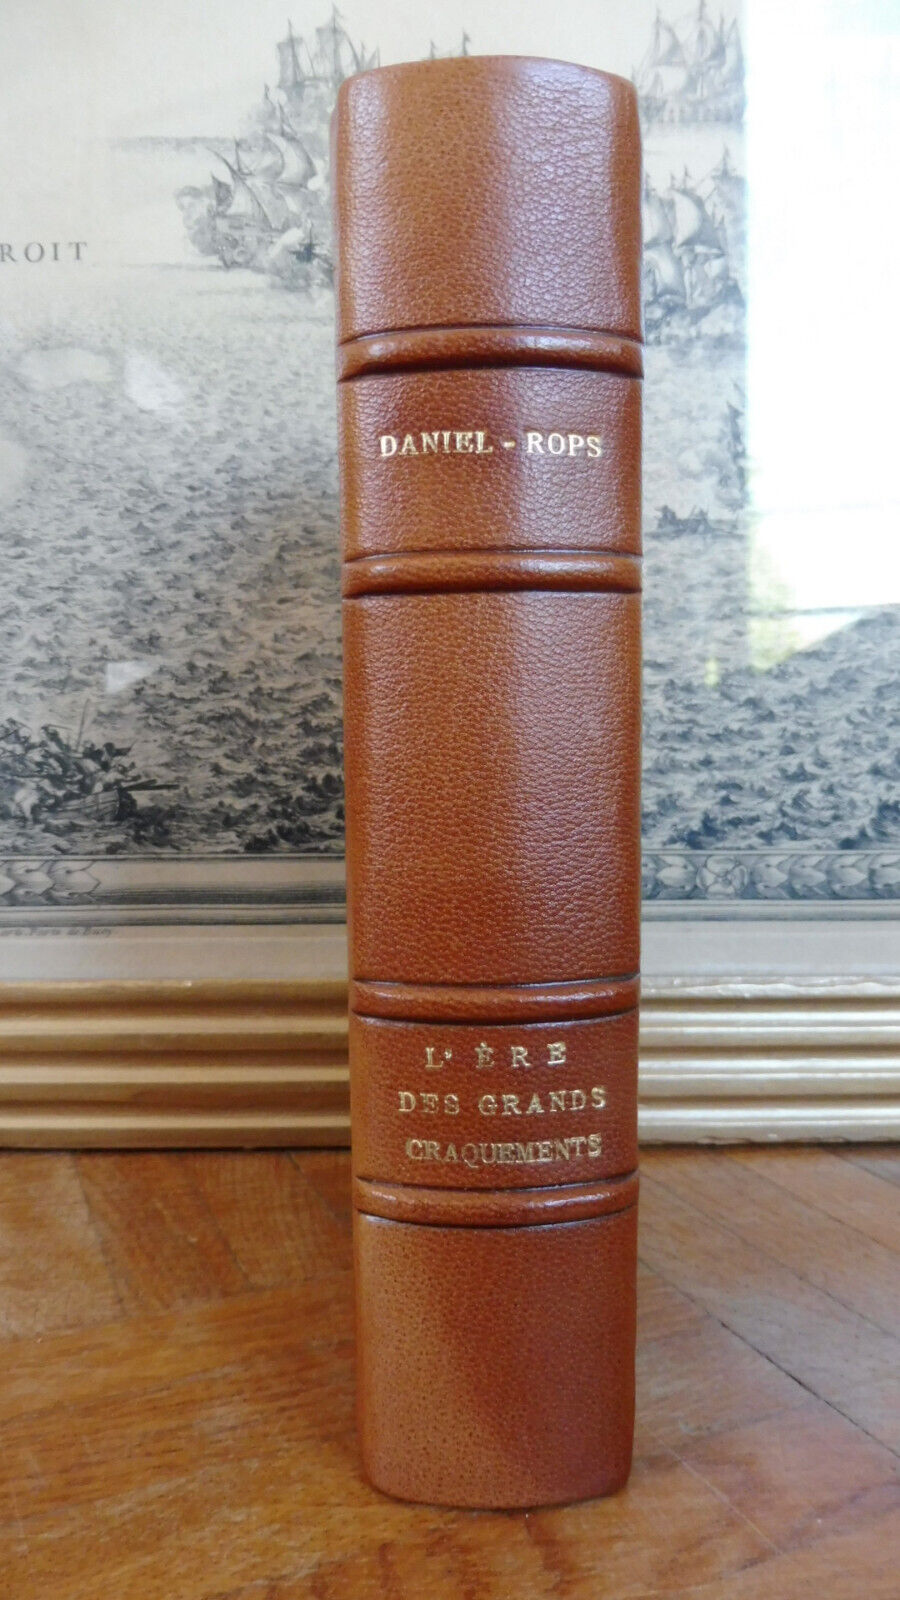 ROIT
DANIEL - ROPS
L' ÈRE
DES GRANDS
CRAQUEMENTS